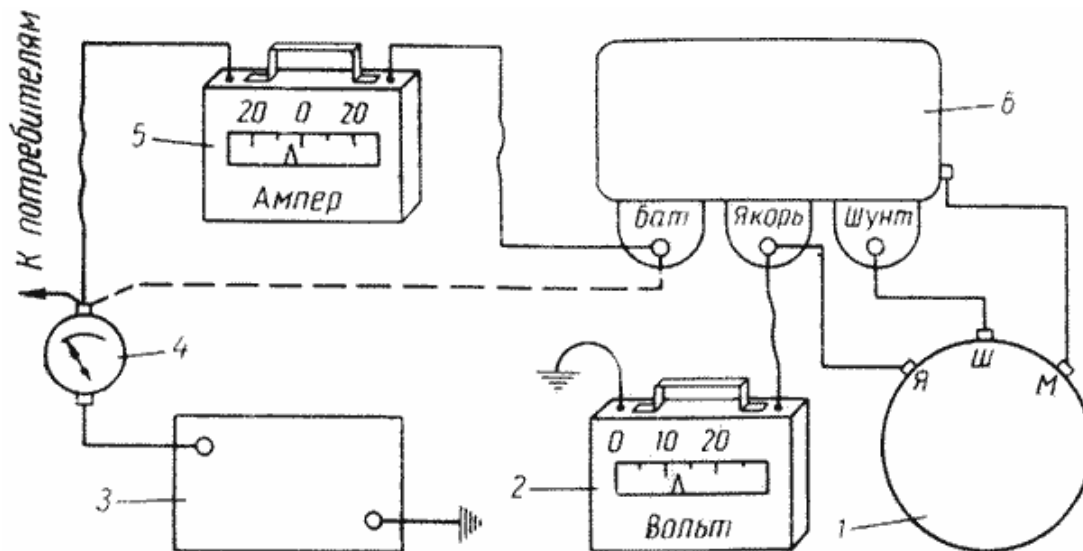 К потребителям
5
20 0 20
Ампер
6
Бат
Якорь
Шунт
4
3
0 10 20
2
Вольт
Я
Ш
М
1